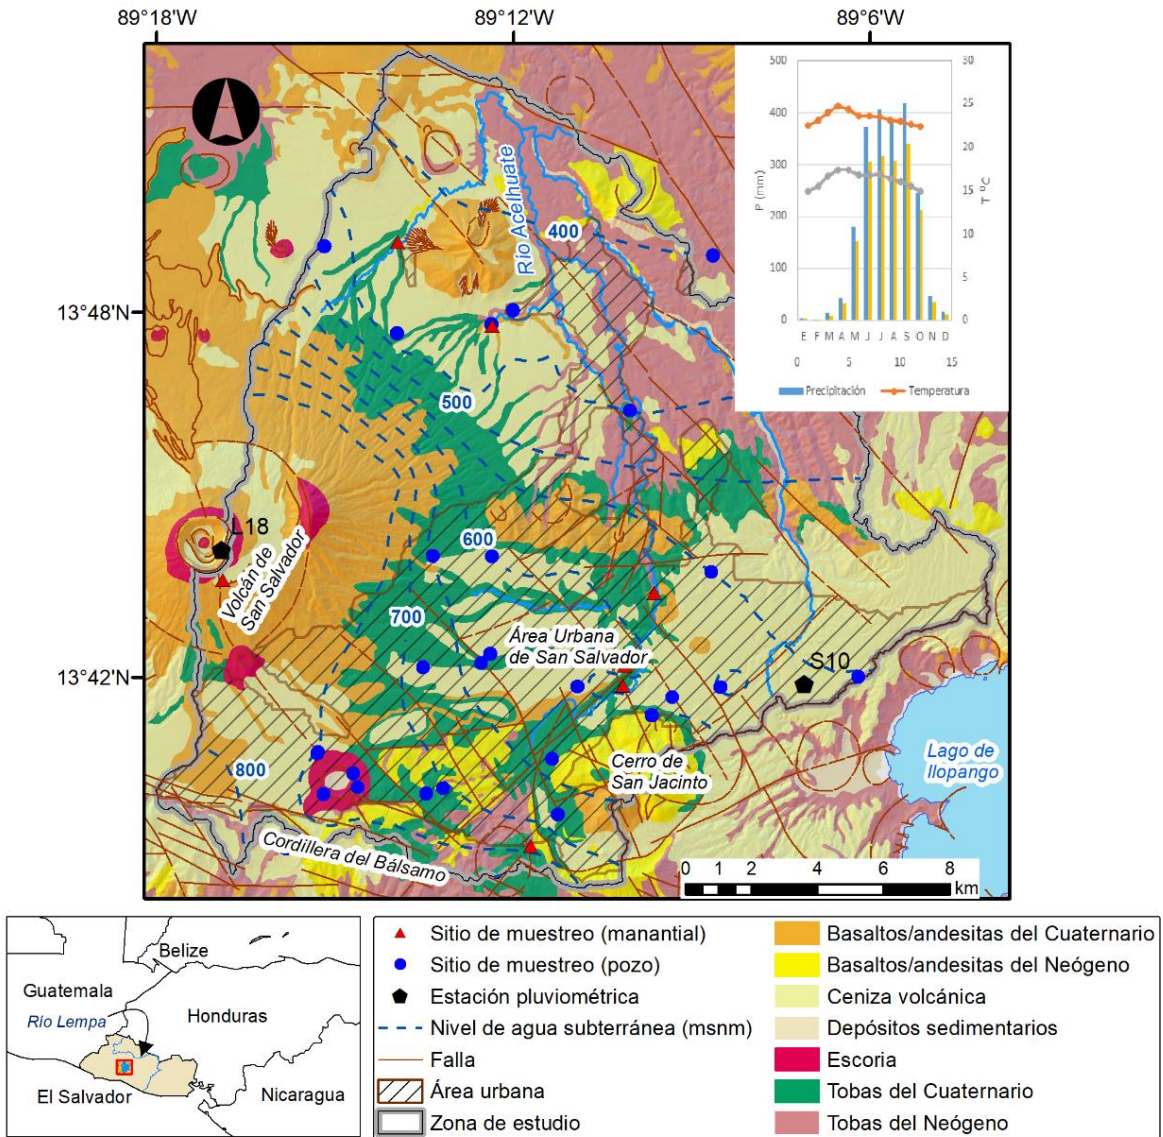 89°18'W
89°12'W
89°6'W
13°48'N
13°42'N
500
400
300
200
100
0
P (mm)
30
25
20
15
10
5
0
T °C
E F M A M J J A S O N D
0 5 10 15
Precipitación
Temperatura
Río Acelhuate
400
500
600
700
800
L18
Volcán de
San Salvador
Área Urbana
de San Salvador
S10
Cerro de
San Jacinto
Lago de
Ilopango
Cordillera del Bálsamo
0 1 2 4 6 8
km
Belize
Guatemala
Rio Lempa
Honduras
El Salvador
Nicaragua
Sitio de muestreo (manantial)
Sitio de muestreo (pozo)
Estación pluviométrica
Nivel de agua subterránea (msnm)
Falla
Área urbana
Zona de estudio
Basaltos/andesitas del Cuaternario
Basaltos/andesitas del Neógeno
Ceniza volcánica
Depósitos sedimentarios
Escoria
Tobas del Cuaternario
Tobas del Neógeno